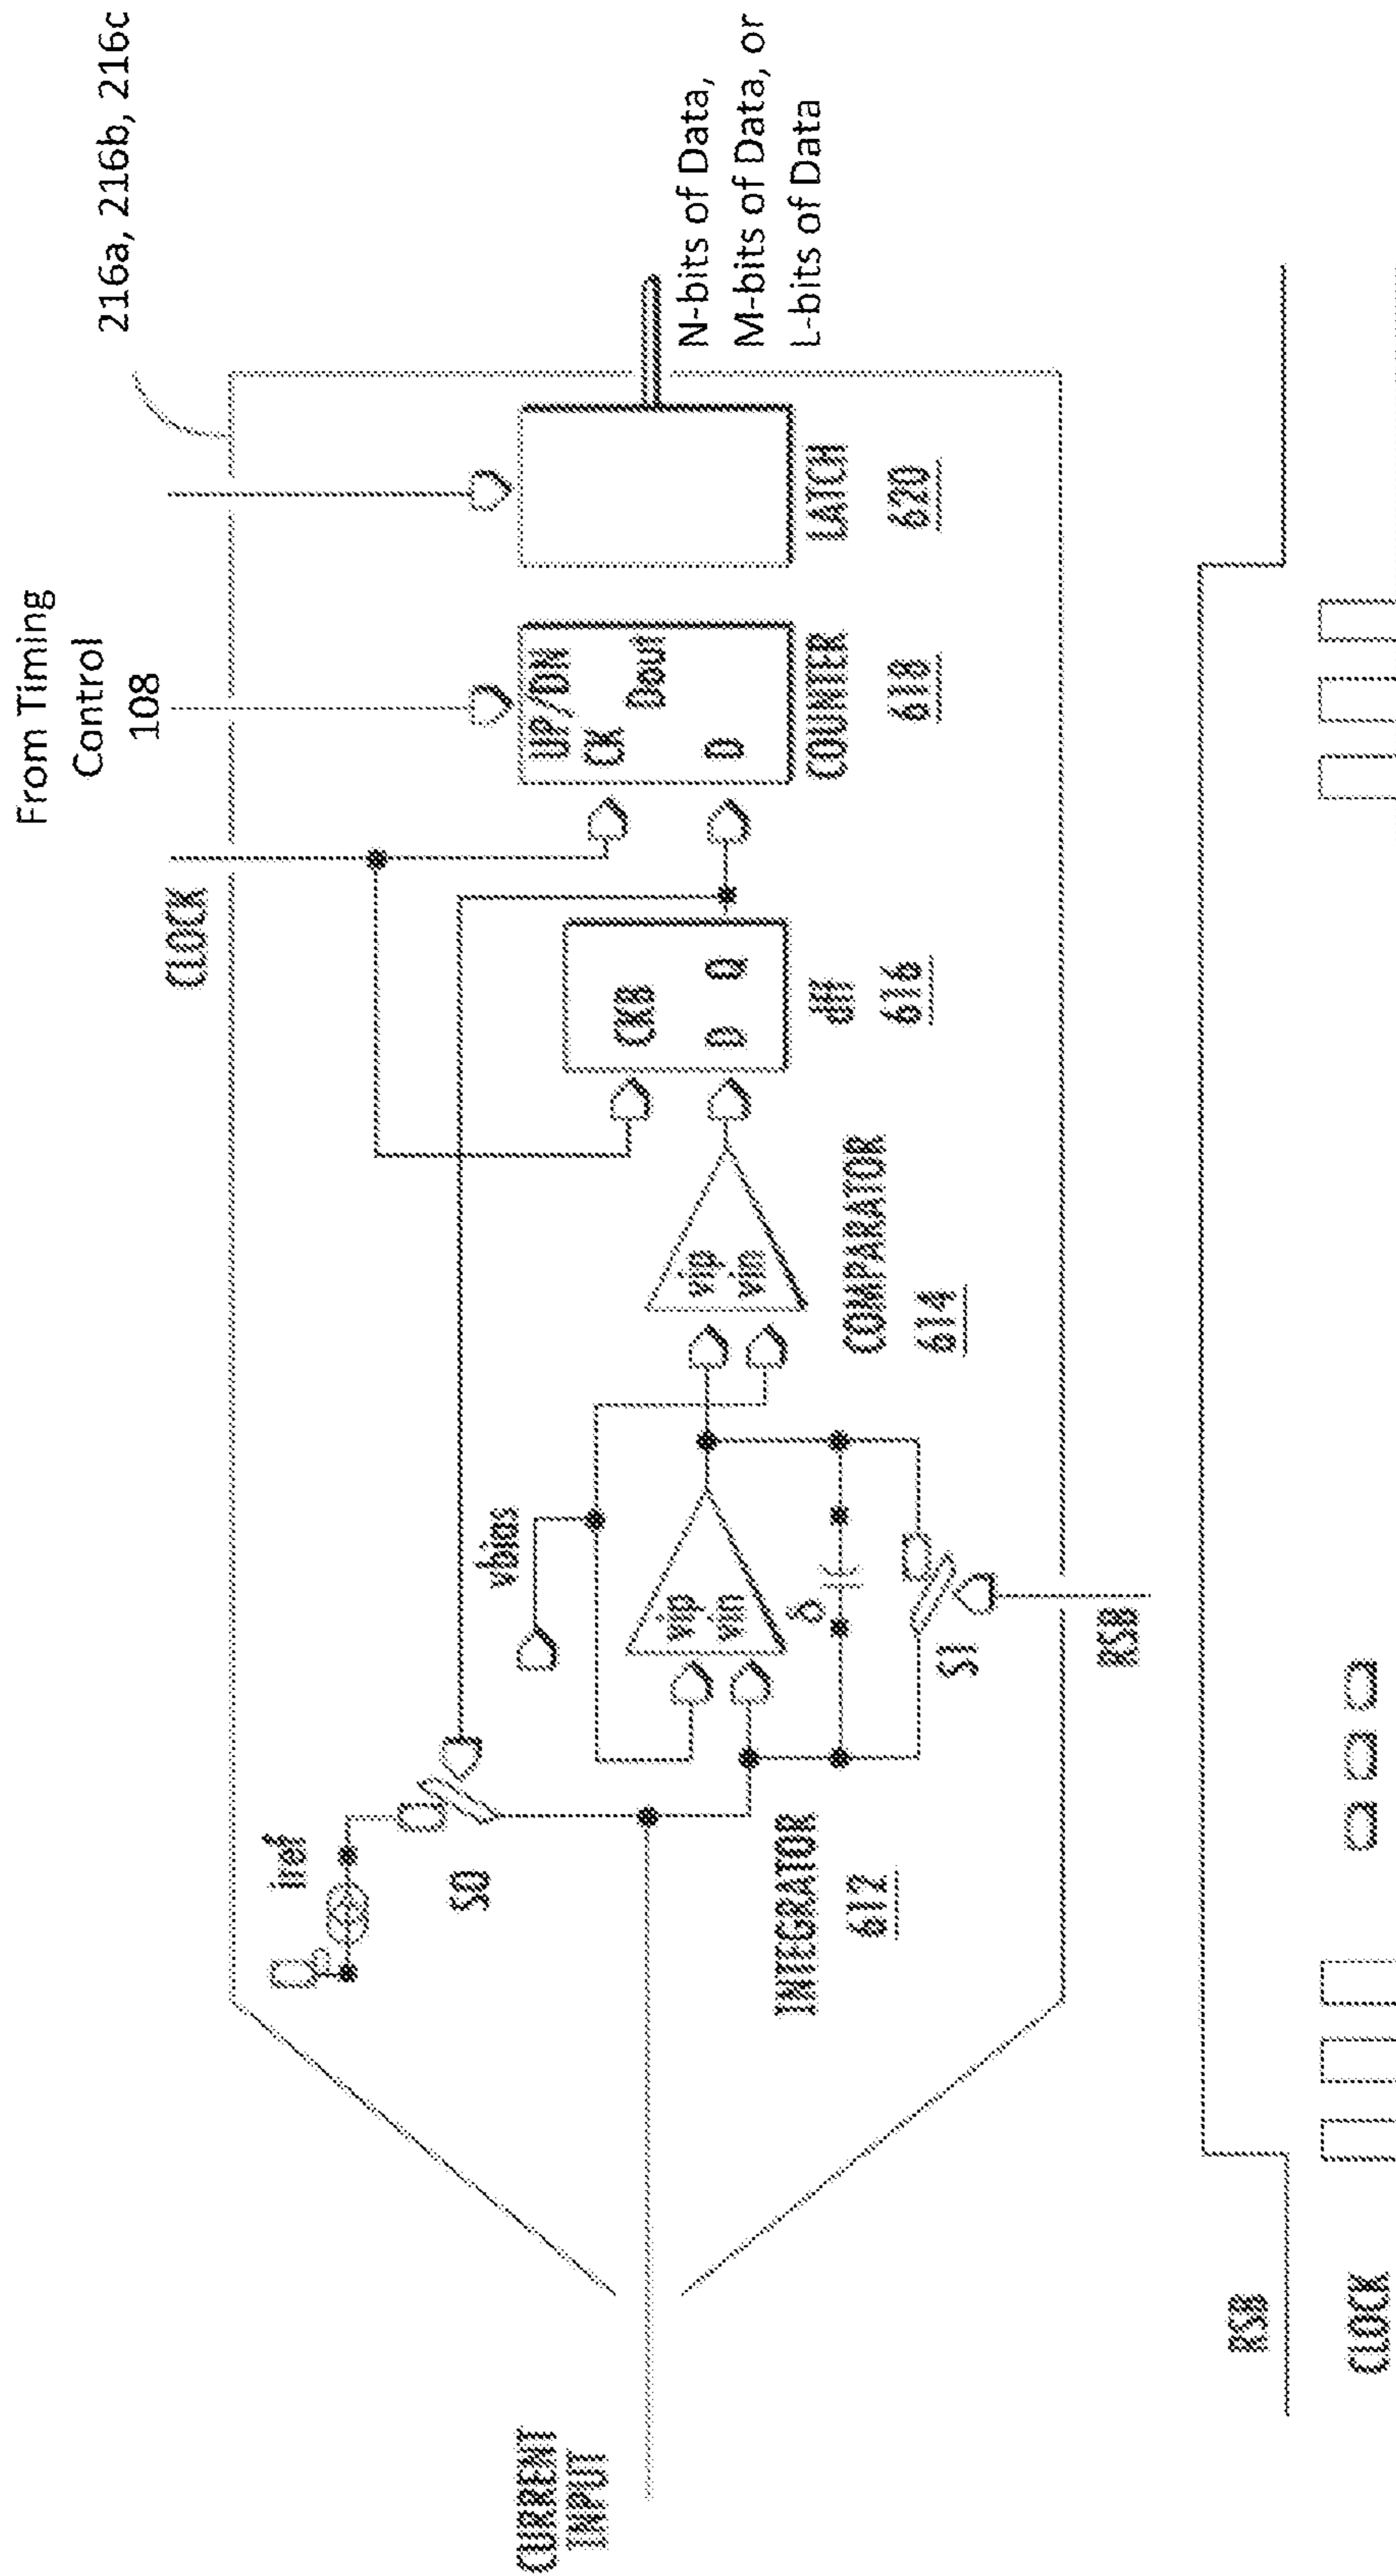 216a, 216b, 216c
From Timing
Control
108
CLOCK
iref
S0
vbias
vip
vin
INTEGRATOR
612
S1
RSB
vip
vin
COMPARATOR
614
CKB
D Q
dff
616
UP/DN
CK
Dout
D
COUNTER
618
LATCH
620
N-bits of Data,
M-bits of Data, or
L-bits of Data
CURRENT
INPUT
RSB
CLOCK